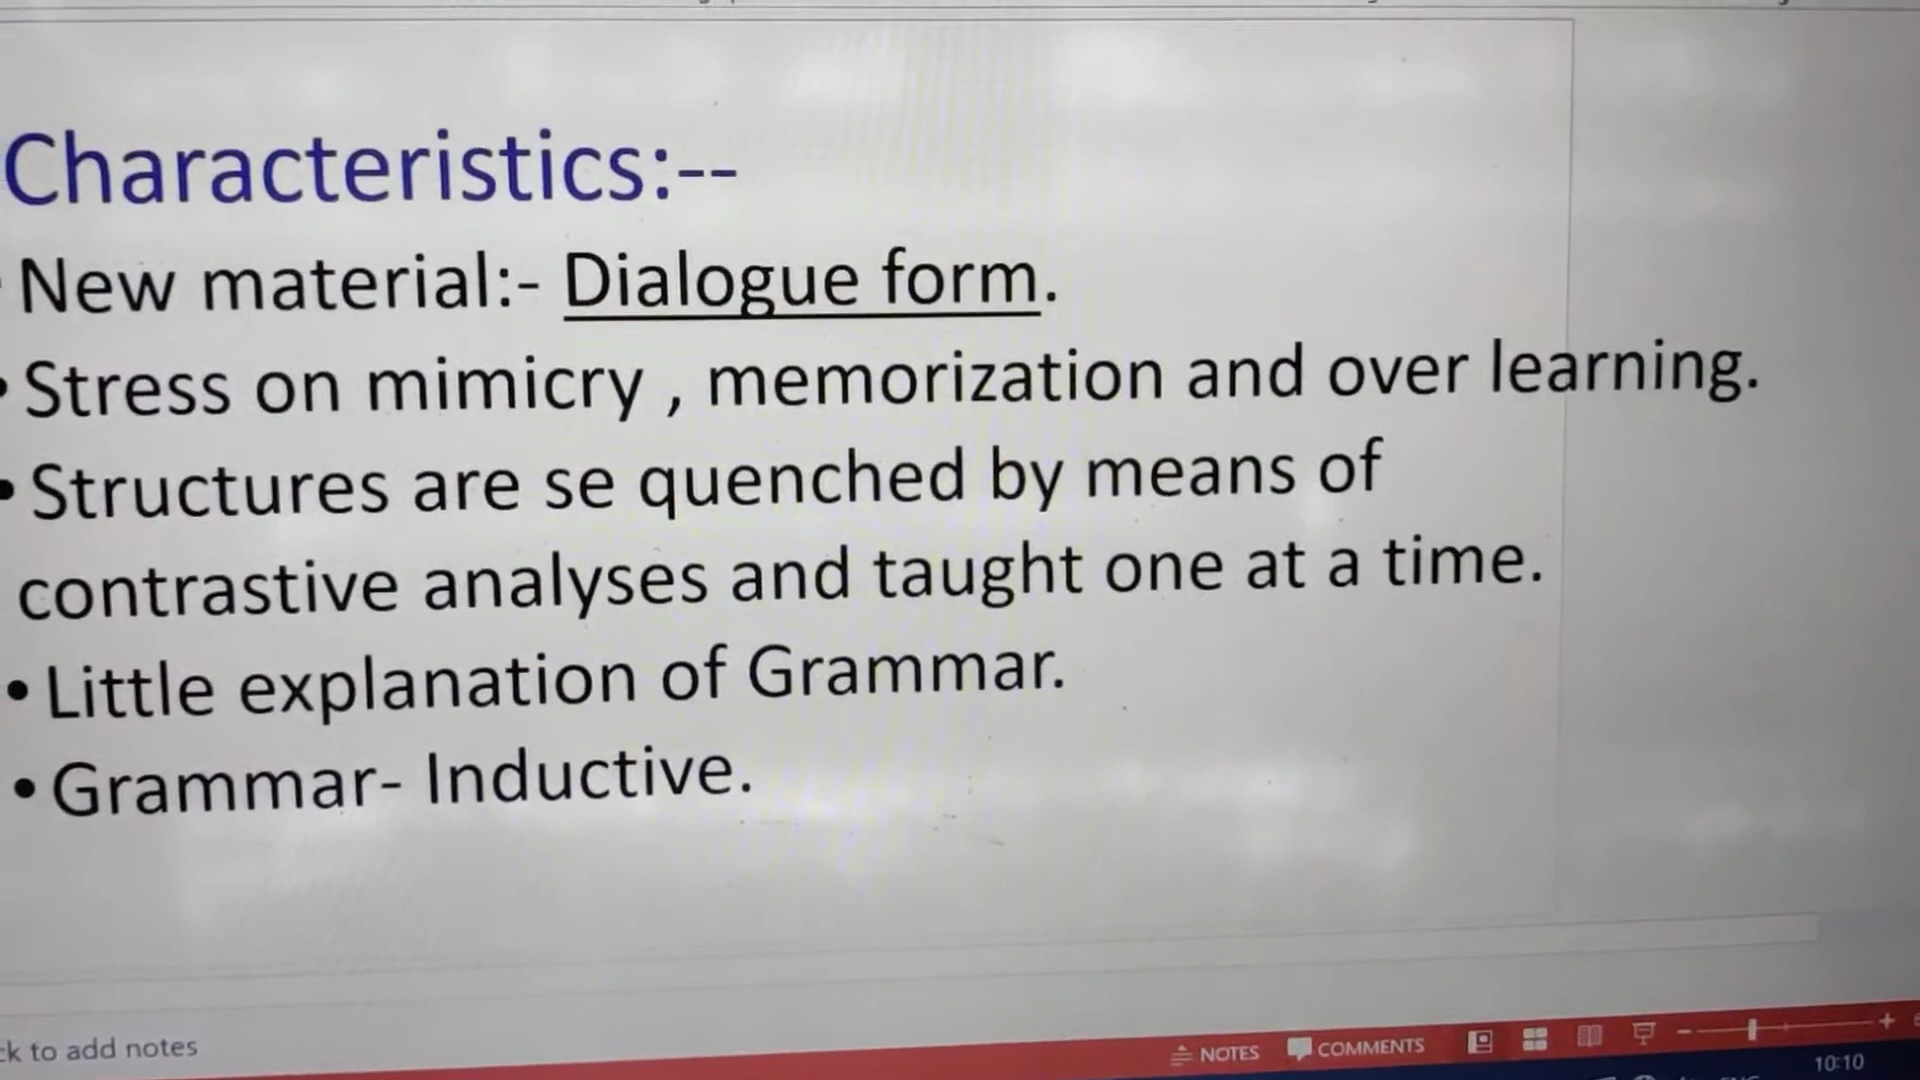 Characteristics:--
New material:- Dialogue form.
• Stress on mimicry , memorization and over learning.
• Structures are se quenched by means of
contrastive analyses and taught one at a time.
• Little explanation of Grammar.
• Grammar- Inductive.
to add notes
NOTES COMMENTS
10:10